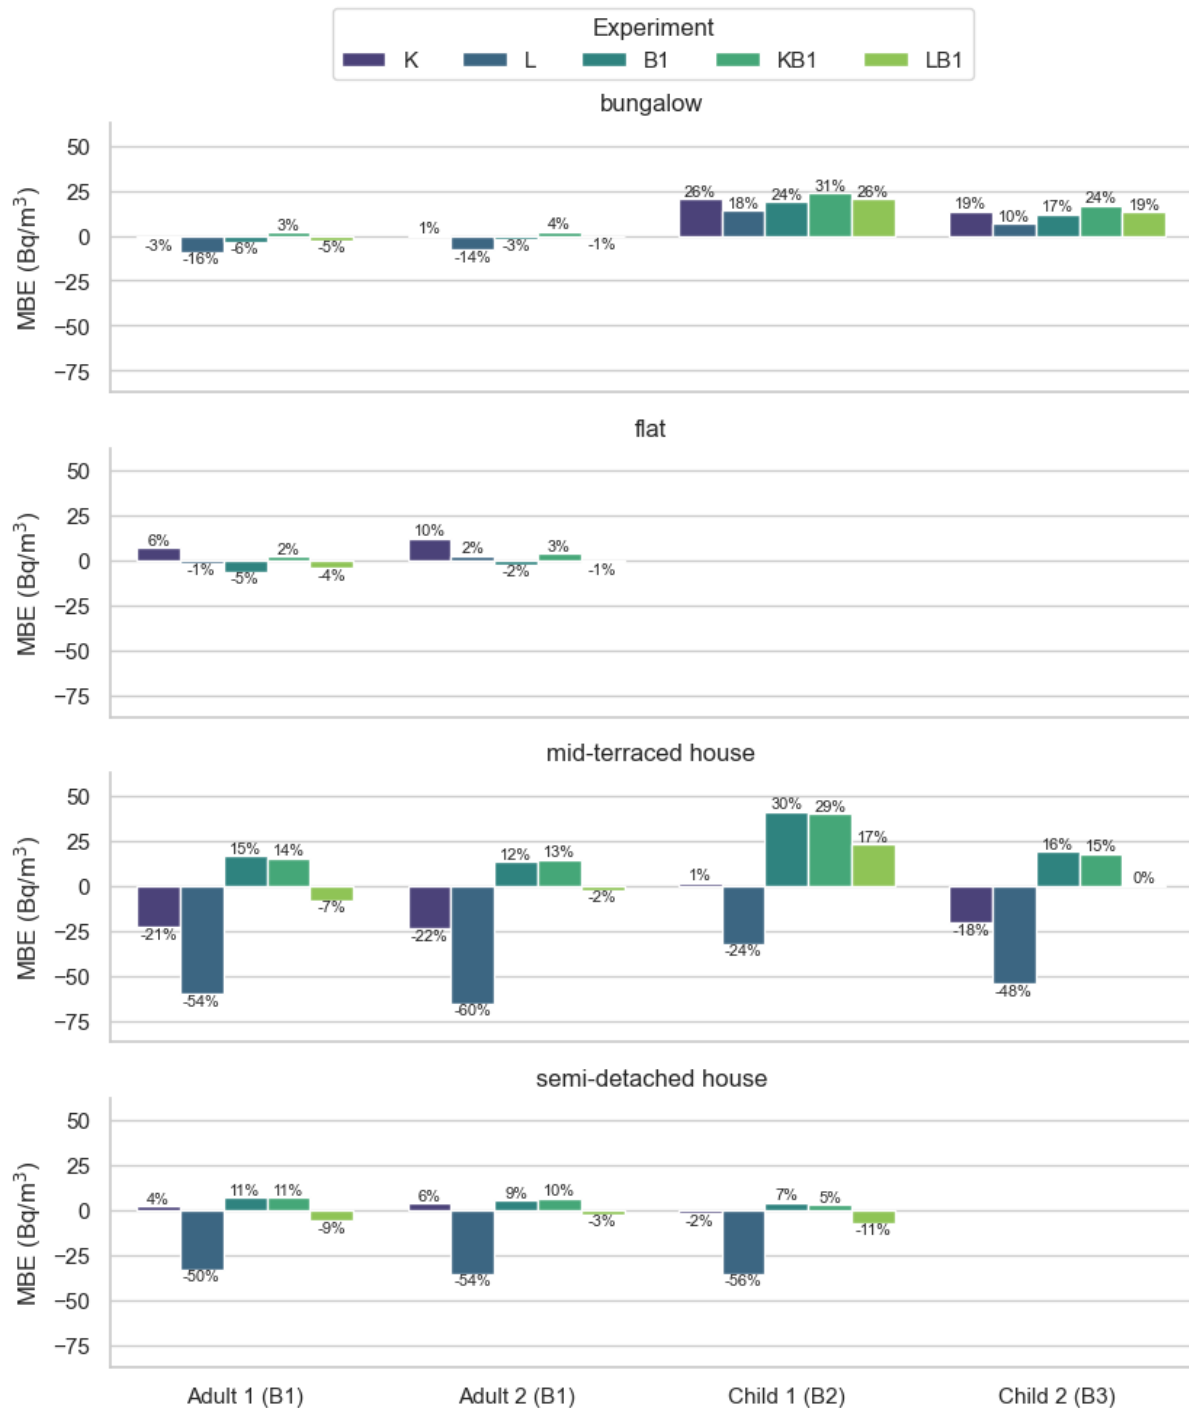 Experiment
K L B1 KB1 LB1
bungalow
MBE (Bq/m³)
50
25
0
−25
−50
−75
-3% -16% -6% 3% -5%
1% -14% -3% 4% -1%
26% 18% 24% 31% 26%
19% 10% 17% 24% 19%
flat
MBE (Bq/m³)
50
25
0
−25
−50
−75
6% -1% -5% 2% -4%
10% 2% -2% 3% -1%
mid-terraced house
MBE (Bq/m³)
50
25
0
−25
−50
−75
-21% -54% 15% 14% -7%
-22% -60% 12% 13% -2%
1% -24% 30% 29% 17%
-18% -48% 16% 15% 0%
semi-detached house
MBE (Bq/m³)
50
25
0
−25
−50
−75
4% -50% 11% 11% -9%
6% -54% 9% 10% -3%
-2% -56% 7% 5% -11%
Adult 1 (B1) Adult 2 (B1) Child 1 (B2) Child 2 (B3)